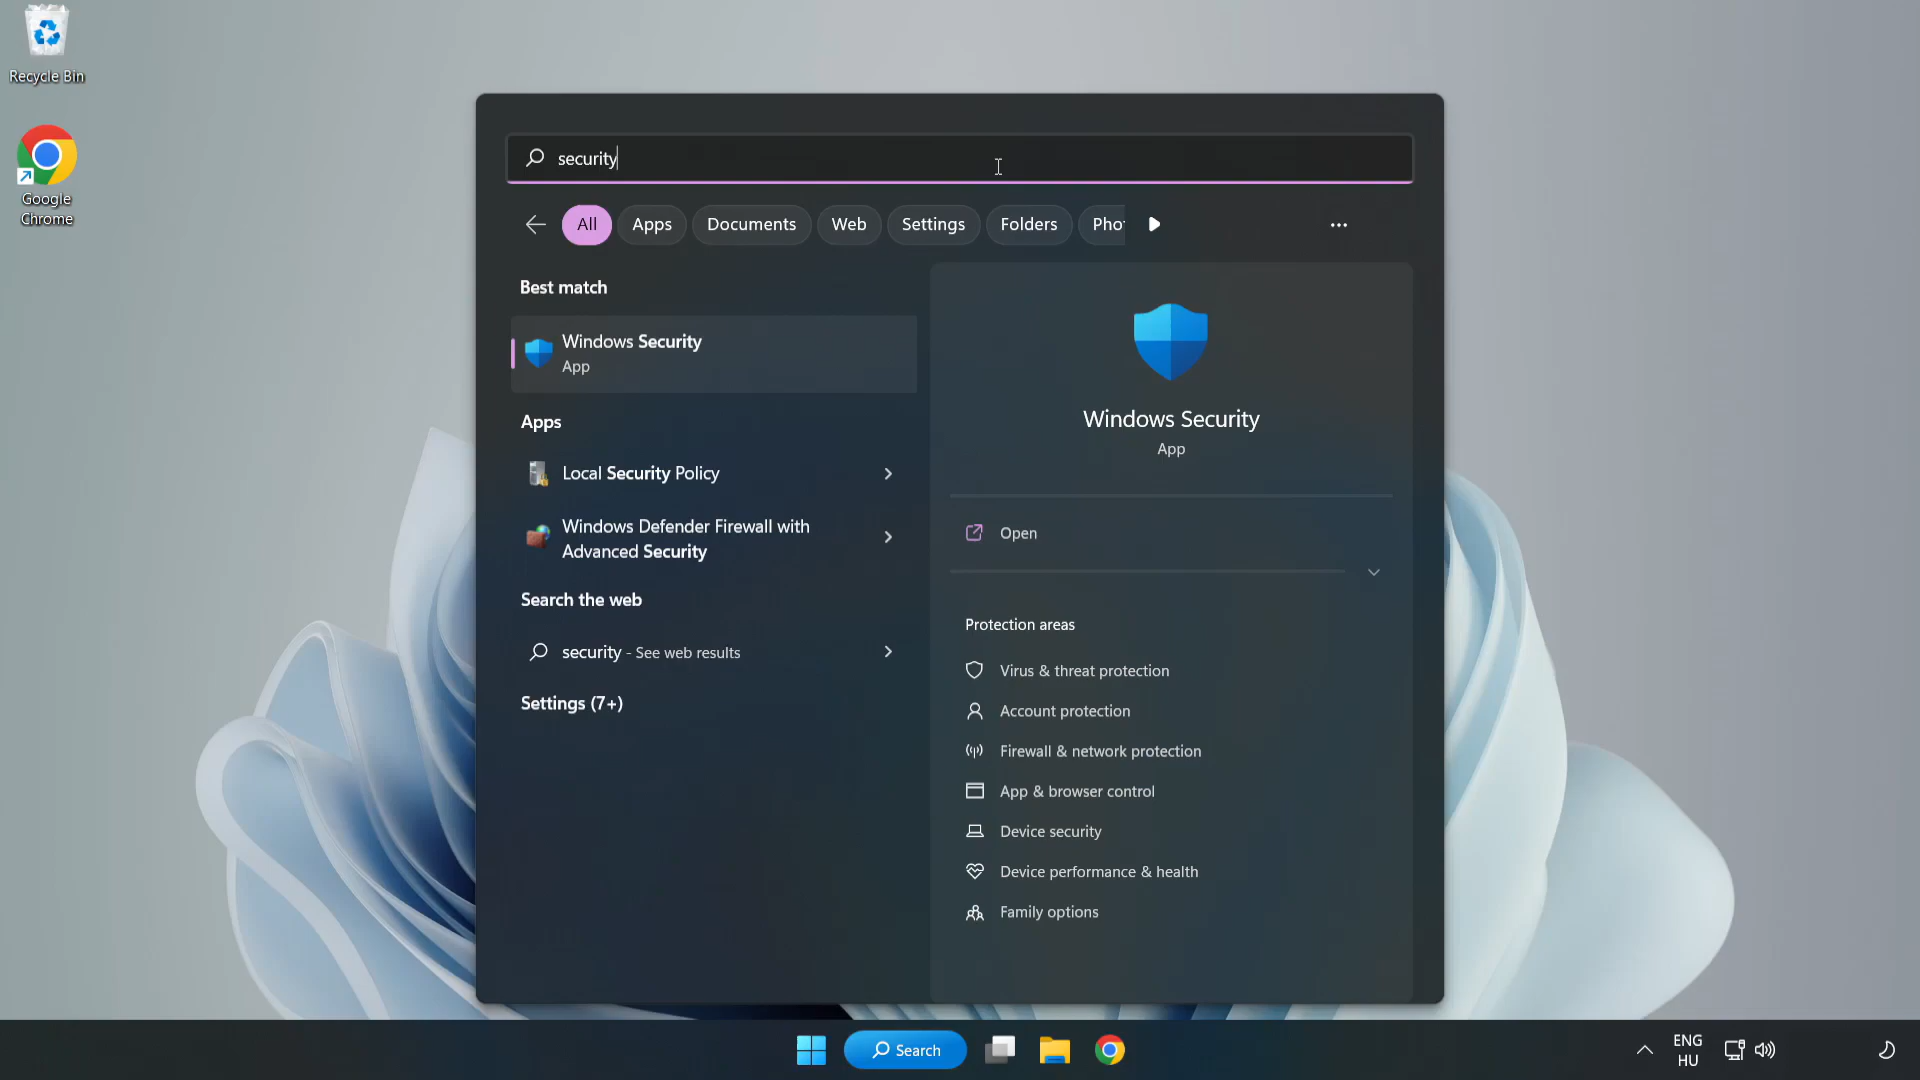 Recycle Bin
Google
Chrome
security
All
Apps
Documents
Web
Settings
Folders
Pho
Best match
Windows Security
App
Apps
Local Security Policy
Windows Defender Firewall with
Advanced Security
Search the web
security - See web results
Settings (7+)
Windows Security
App
Open
Protection areas
Virus & threat protection
Account protection
Firewall & network protection
App & browser control
Device security
Device performance & health
Family options
Search
ENG
HU